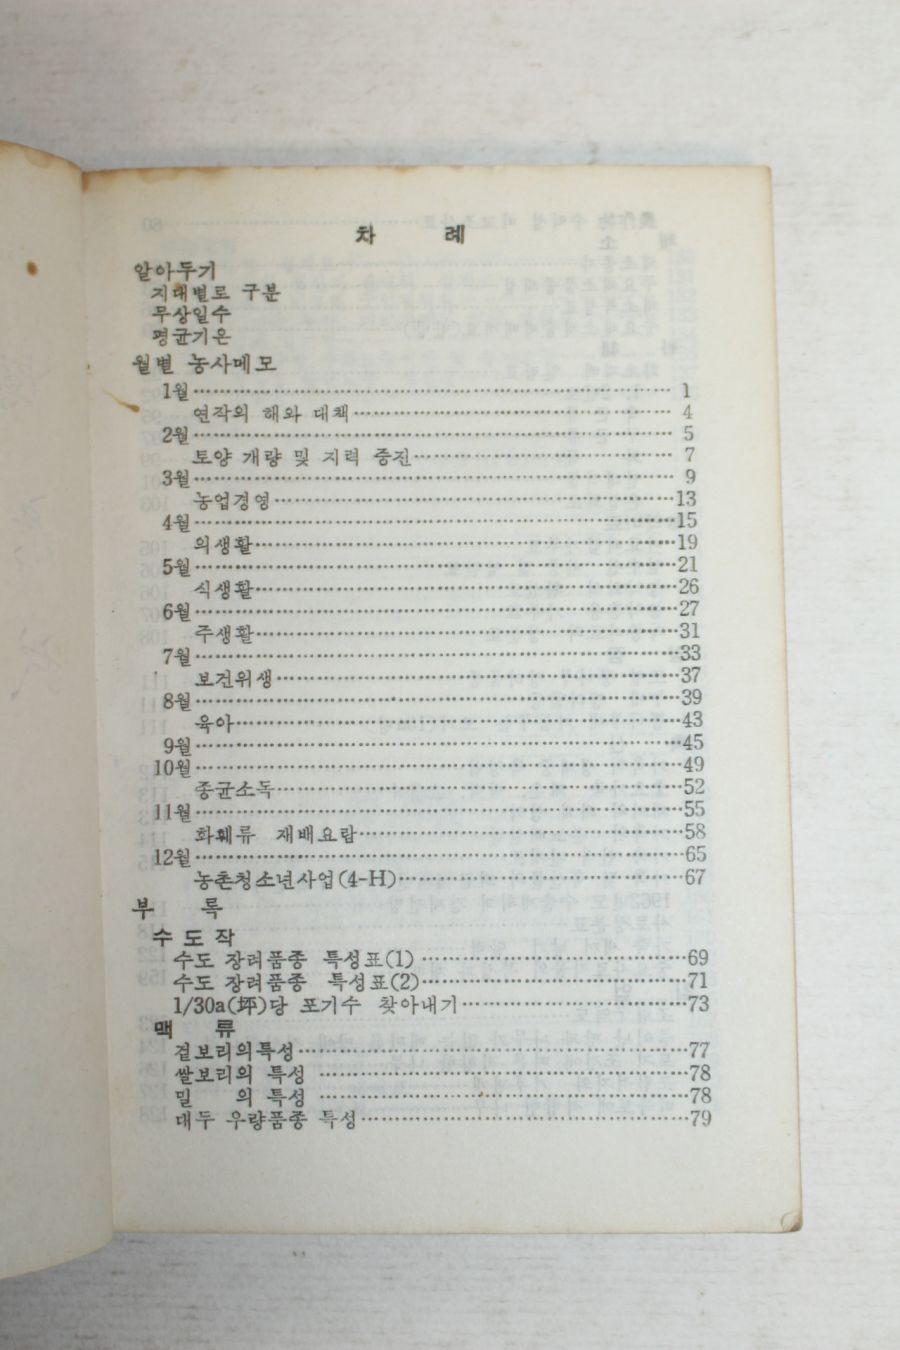 차 례
알아두기
지대별로 구분
무상일수
평균기온
월별 농사메모
1월 1
연작의 해와 대책 4
2월 5
토양 개량 및 지력 증진 7
3월 9
농업경영 13
4월 15
의생활 19
5월 21
식생활 26
6월 27
주생활 31
7월 33
보건위생 37
8월 39
육아 43
9월 45
10월 49
종균소독 52
11월 55
화훼류 재배요람 58
12월 65
농촌청소년사업(4-H) 67
부 록
수 도 작
수도 장려품종 특성표(1) 69
수도 장려품종 특성표(2) 71
1/30a(坪)당 포기수 찾아내기 73
맥 류
겉보리의특성 77
쌀보리의 특성 78
밀 의 특성 78
대두 우량품종 특성 79